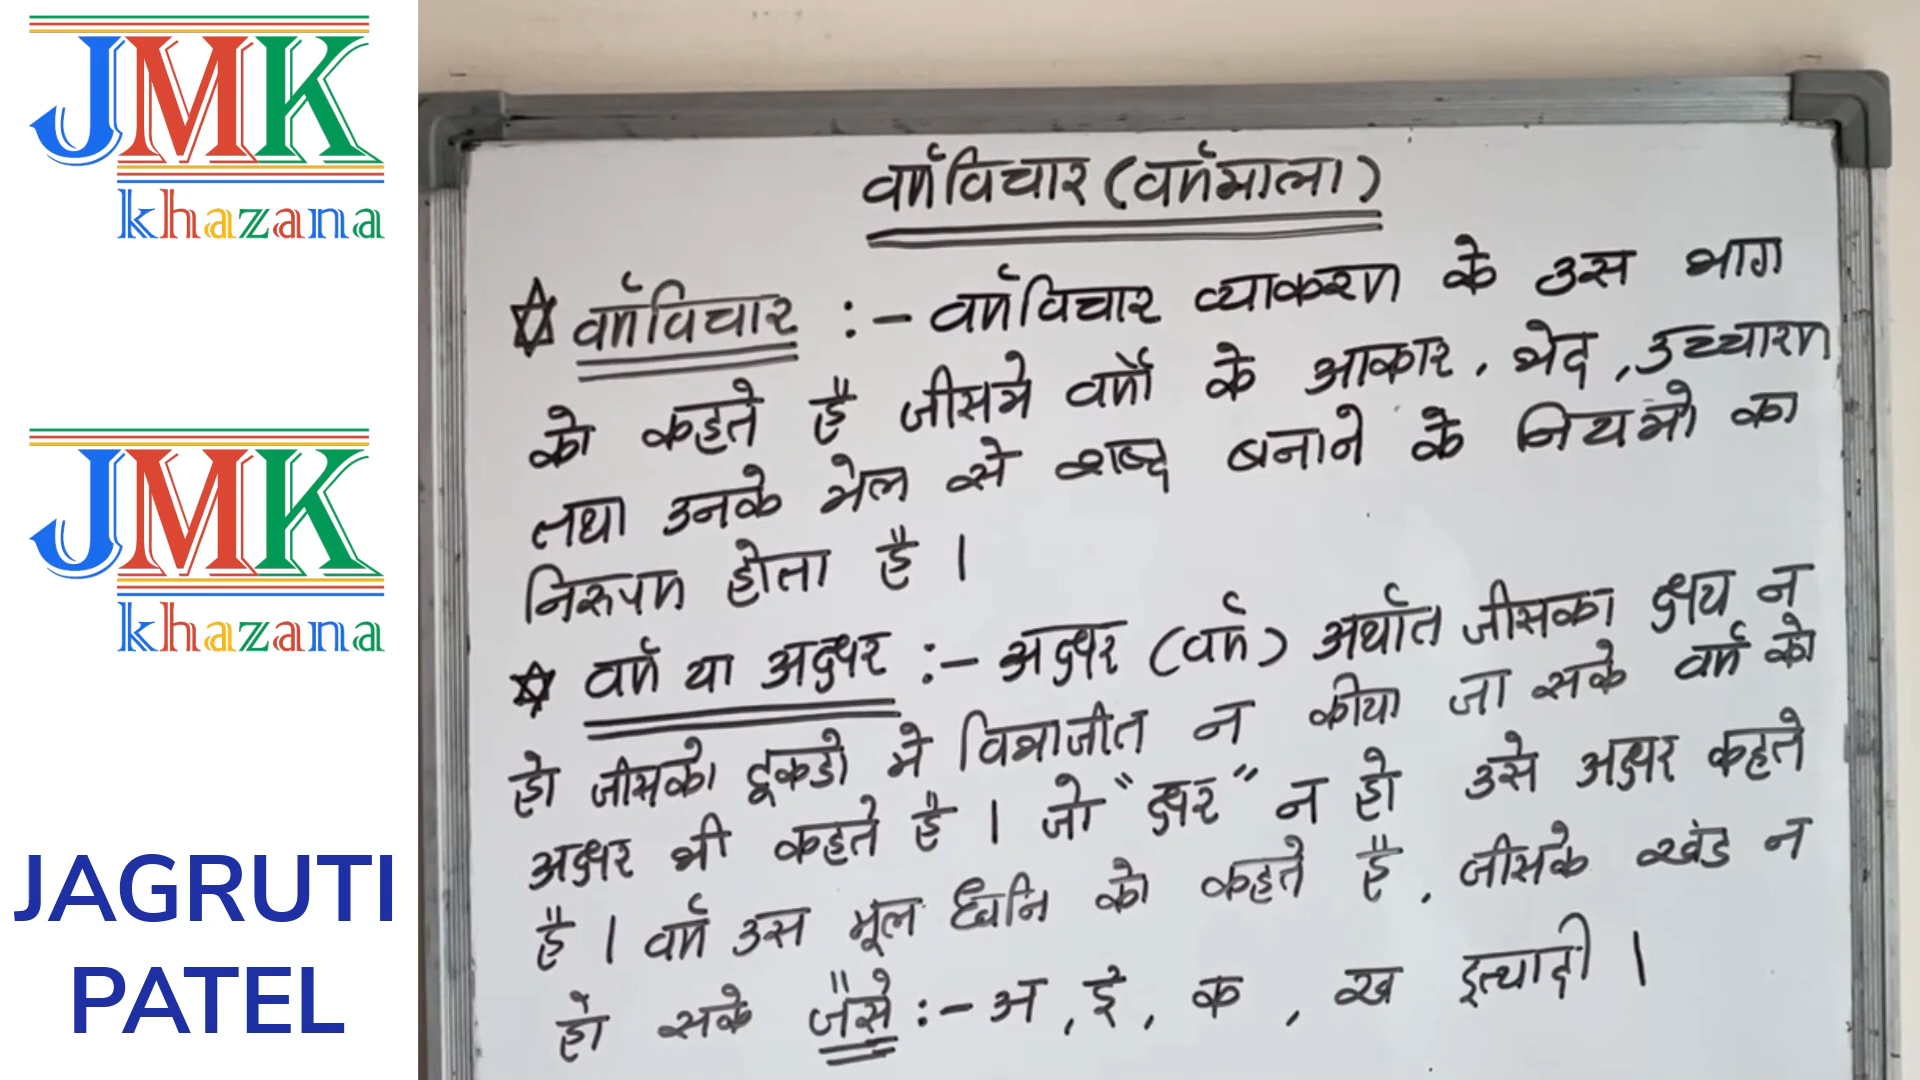 JMK
khazana
JMK
khazana
JAGRUTI
PATEL
वर्णविचार (वर्णमाला)
वर्णविचार :- वर्णविचार व्याकरण के उस भाग
को कहते है जीसमे वर्णो के आकार, भेद, उच्चारण
तथा उनके मेल से शब्द बनाने के नियमो का
निरूपण होता है ।
वर्ण या अक्षर :- अक्षर (वर्ण) अर्थात जीसका क्षय न
हो जीसको टूकडो मे विभाजीत न कीया जा सके वर्ण को
अक्षर भी कहते है । जो "क्षर" न हो उसे अक्षर कहते
है । वर्ण उस मूल ध्वनि को कहते है, जीसके खंड न
हो सके जैसे :- अ, ई, क, ख इत्यादी ।